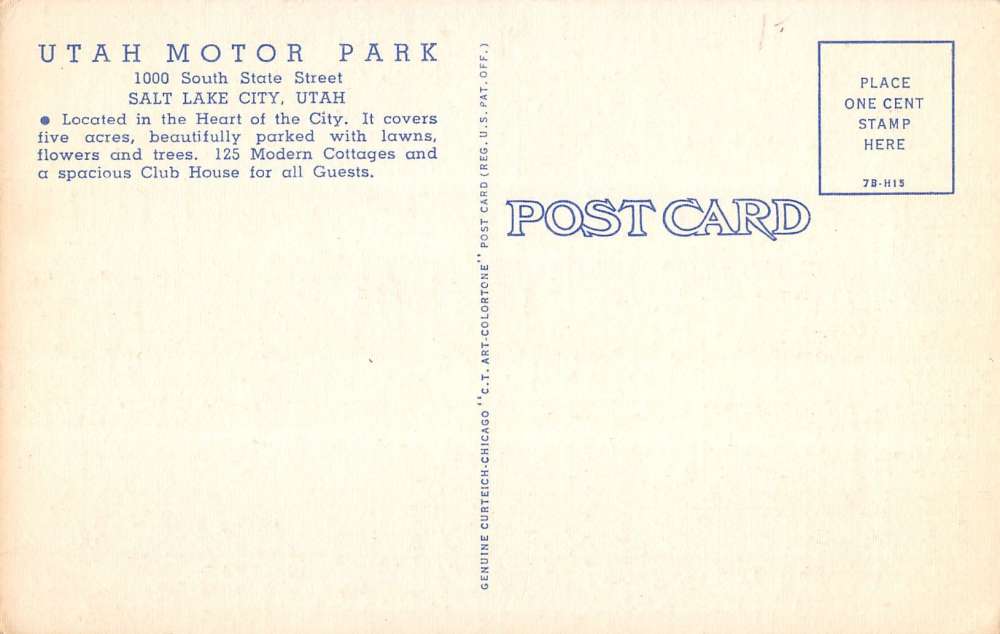 UTAH MOTOR PARK
1000 South State Street
SALT LAKE CITY, UTAH
● Located in the Heart of the City. It covers
five acres, beautifully parked with lawns,
flowers and trees. 125 Modern Cottages and
a spacious Club House for all Guests.
GENUINE CURTEICH-CHICAGO "C.T. ART-COLORTONE" POST CARD (REG. U.S. PAT. OFF.)
POST CARD
PLACE
ONE CENT
STAMP
HERE
7B-H15